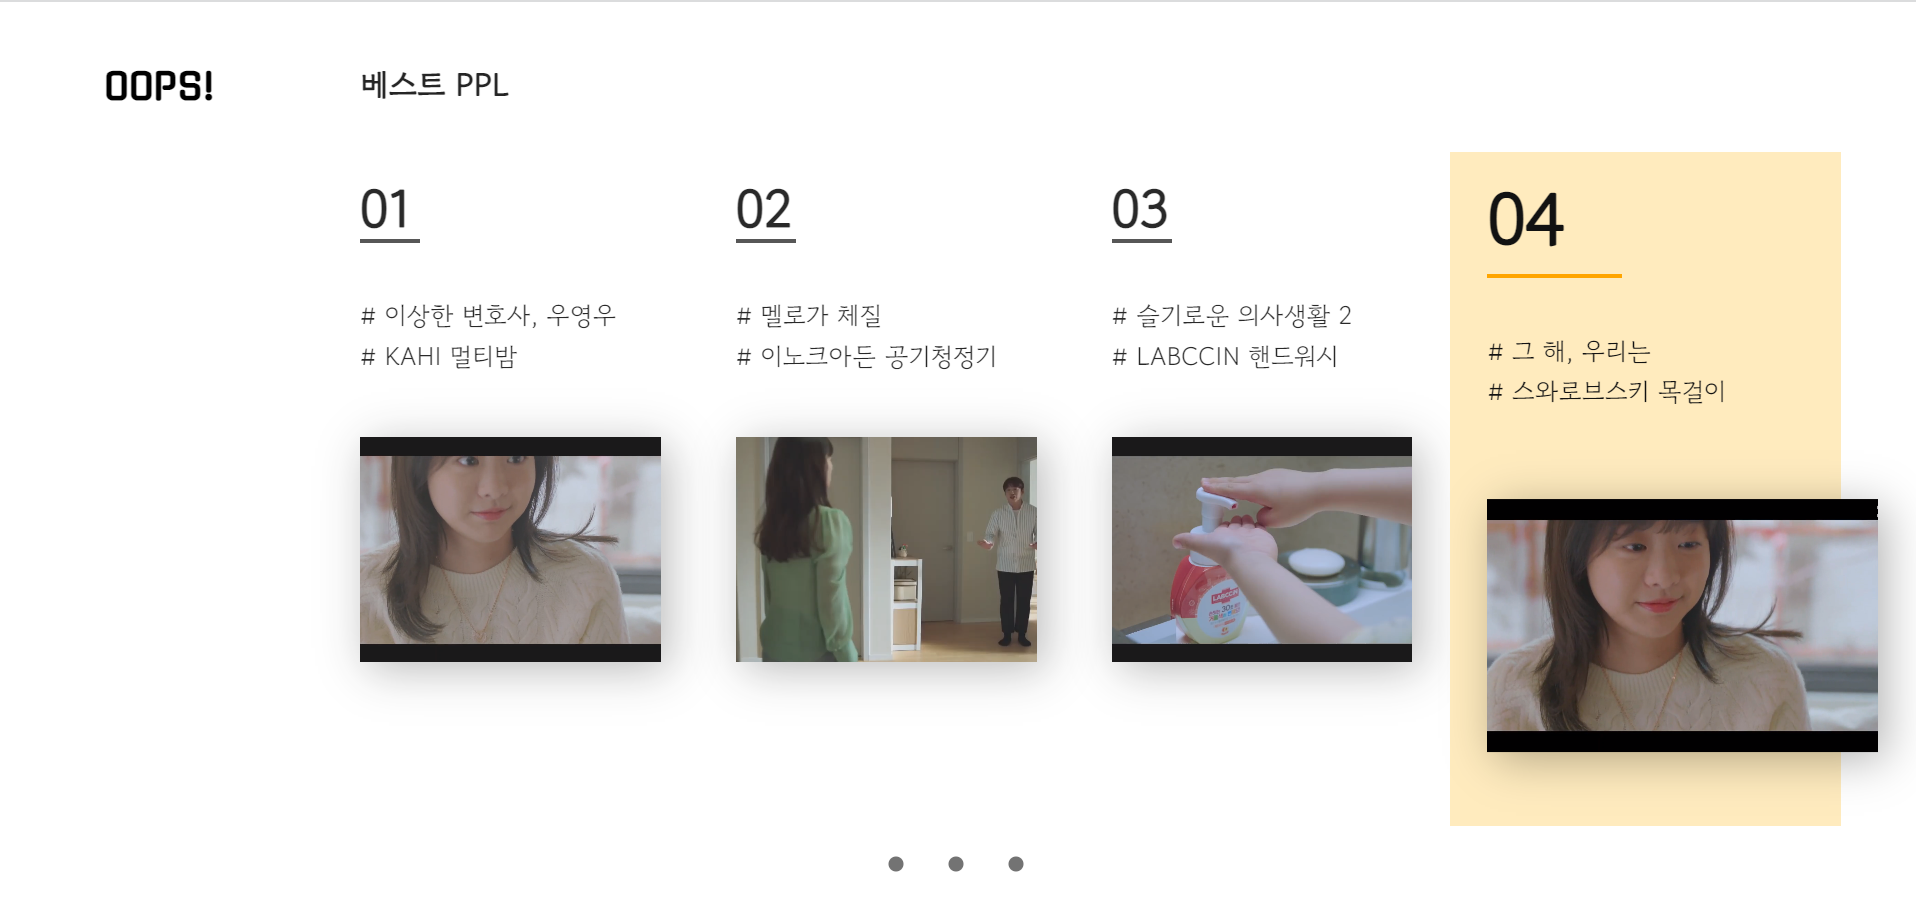 OOPS!
베스트 PPL
01
# 이상한 변호사, 우영우
# KAHI 멀티밤
02
# 멜로가 체질
# 이노크아든 공기청정기
03
# 슬기로운 의사생활 2
# LABCCIN 핸드워시
LABCCIN
30
04
# 그 해, 우리는
# 스와로브스키 목걸이